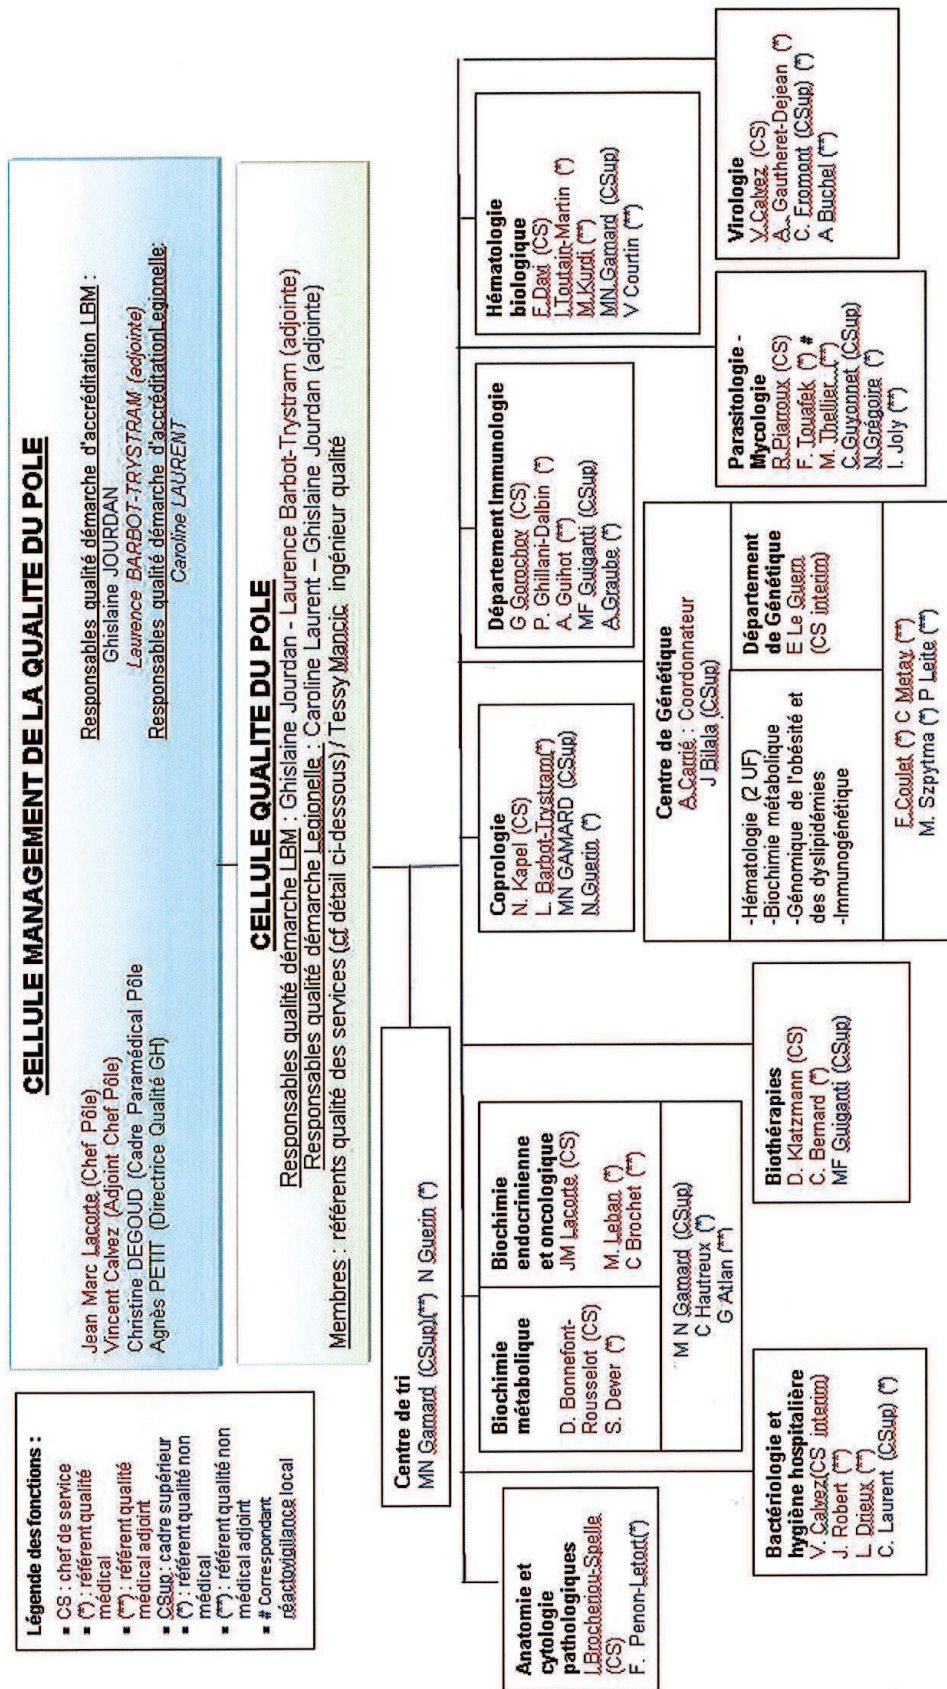 Légende des fonctions :
▪ CS : chef de service
▪ (*) : référent qualité
médical
▪ (**) : référent qualité
médical adjoint
▪ CSup: cadre supérieur
▪ (*) : référent qualité non
médical
▪ (**) : référent qualité non
médical adjoint
▪ # Correspondant
réactovigilance local
CELLULE MANAGEMENT DE LA QUALITE DU POLE
Jean Marc Lacorte (Chef Pôle)
Vincent Calvez (Adjoint Chef Pôle)
Christine DEGOUD (Cadre Paramédical Pôle
Agnès PETIT (Directrice Qualité GH)
Responsables qualité démarche d'accréditation LBM :
Ghislaine JOURDAN
Laurence BARBOT-TRYSTRAM (adjointe)
Responsables qualité démarche d'accréditation Legionelle:
Caroline LAURENT
CELLULE QUALITE DU POLE
Responsables qualité démarche LBM : Ghislaine Jourdan - Laurence Barbot-Trystram (adjointe)
Responsables qualité démarche Legionelle : Caroline Laurent – Ghislaine Jourdan (adjointe)
Membres : référents qualité des services (cf détail ci-dessous) / Tessy Mancic ingénieur qualité
Centre de tri
MN Gamard (CSup)(**) N Guerin (*)
Anatomie et
cytologie
pathologiques
I.Brocheriou-Spelle
(CS)
F. Penon-Letort(*)
Biochimie
métabolique
D. Bonnefont-
Rousselot (CS)
S. Dever (*)
Biochimie
endocrinienne
et oncologique
JM Lacorte (CS)
M. Leban (*)
C Brochet (**)
M N Gamard (CSup)
C Hautreux (*)
G Atlan (**)
Coprologie
N. Kapel (CS)
L. Barbot-Trystram(*)
MN GAMARD (CSup)
N.Guerin (*)
Département Immunologie
G Gorochov (CS)
P. Ghillani-Dalbin (*)
A. Guihot (**)
MF Guiganti (CSup)
A.Graube (*)
Hématologie
biologique
F.Davi (CS)
I.Toutain-Martin (*)
M.Kurdi (**)
MN.Gamard (CSup)
V Courtin (**)
Bactériologie et
hygiène hospitalière
V. Calvez(CS interim)
J. Robert (**)
L. Drieux (**)
C. Laurent (CSup) (*)
Biothérapies
D. Klatzmann (CS)
C. Bernard (*)
MF Guiganti (CSup)
Centre de Génétique
A.Carrié : Coordonnateur
J Bilala (CSup)
-Hématologie (2 UF)
-Biochimie métabolique
-Génomique de l'obésité et
des dyslipidémies
-Immunogénétique
Département
de Génétique
E Le Guern
(CS interim)
F.Coulet (*) C Metay (**)
M. Szpytma (*) P Leite (**)
Parasitologie -
Mycologie
R.Piarroux (CS)
F. Touafek (*) #
M. Thellier (**)
C.Guyonnet (CSup)
N.Grégoire (*)
I. Joly (**)
Virologie
V.Calvez (CS)
A. Gautheret-Dejean (*)
C. Fromont (CSup) (*)
A Buchel (**)